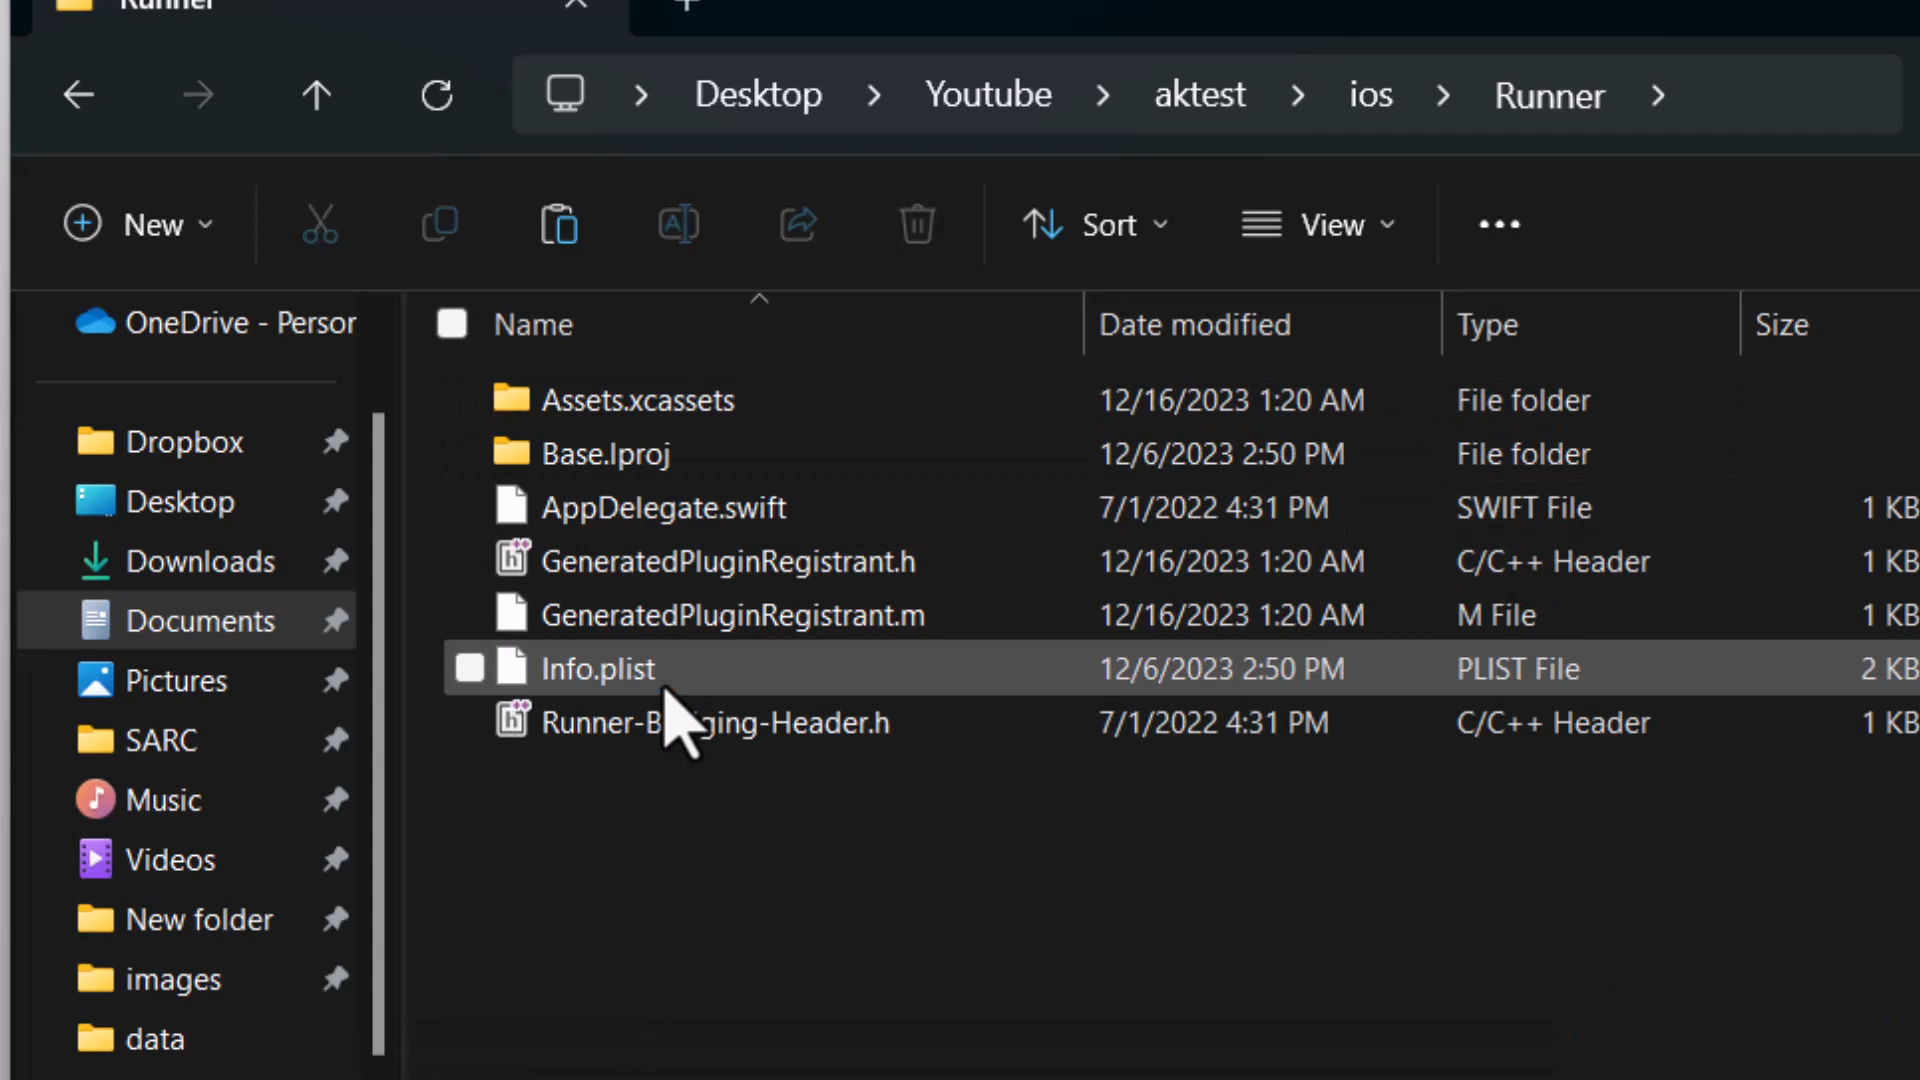 Runner
Desktop Youtube aktest ios Runner
New Sort View
OneDrive - Persor
Name Date modified Type Size
Assets.xcassets 12/16/2023 1:20 AM File folder
Base.lproj 12/6/2023 2:50 PM File folder
AppDelegate.swift 7/1/2022 4:31 PM SWIFT File 1 KB
GeneratedPluginRegistrant.h 12/16/2023 1:20 AM C/C++ Header 1 KB
GeneratedPluginRegistrant.m 12/16/2023 1:20 AM M File 1 KB
Info.plist 12/6/2023 2:50 PM PLIST File 2 KB
Runner-B ging-Header.h 7/1/2022 4:31 PM C/C++ Header 1 KB
Dropbox
Desktop
Downloads
Documents
Pictures
SARC
Music
Videos
New folder
images
data